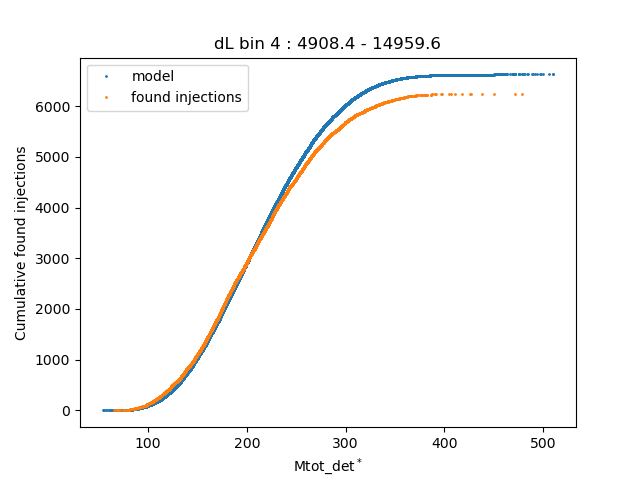 dL bin 4 : 4908.4 - 14959.6
model
found injections
6000
5000
4000
3000
2000
1000
0
Cumulative found injections
100 200 300 400 500
Mtot_det*